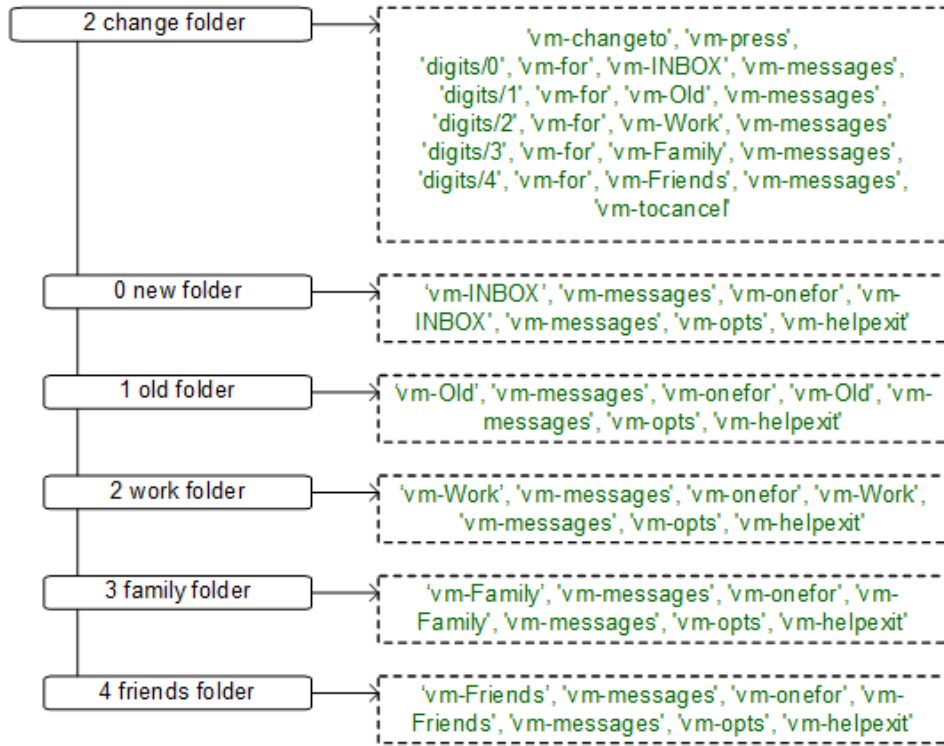 2 change folder
'vm-changeto', 'vm-press',
'digits/0', 'vm-for', 'vm-INBOX', 'vm-messages',
'digits/1', 'vm-for', 'vm-Old', 'vm-messages',
'digits/2', 'vm-for', 'vm-Work', 'vm-messages'
'digits/3', 'vm-for', 'vm-Family', 'vm-messages',
'digits/4', 'vm-for', 'vm-Friends', 'vm-messages',
'vm-tocancel'
0 new folder
‘vm-INBOX’, 'vm-messages', 'vm-onefor', 'vm-
INBOX', 'vm-messages', 'vm-opts', 'vm-helpexit'
1 old folder
‘vm-Old’, 'vm-messages', 'vm-onefor', 'vm-Old', 'vm-
messages', 'vm-opts', 'vm-helpexit'
2 work folder
‘vm-Work’, 'vm-messages', 'vm-onefor', 'vm-Work',
'vm-messages', 'vm-opts', 'vm-helpexit'
3 family folder
‘vm-Family’, 'vm-messages', 'vm-onefor', 'vm-
Family', 'vm-messages', 'vm-opts', 'vm-helpexit'
4 friends folder
‘vm-Friends’, 'vm-messages', 'vm-onefor', 'vm-
Friends', 'vm-messages', 'vm-opts', 'vm-helpexit'